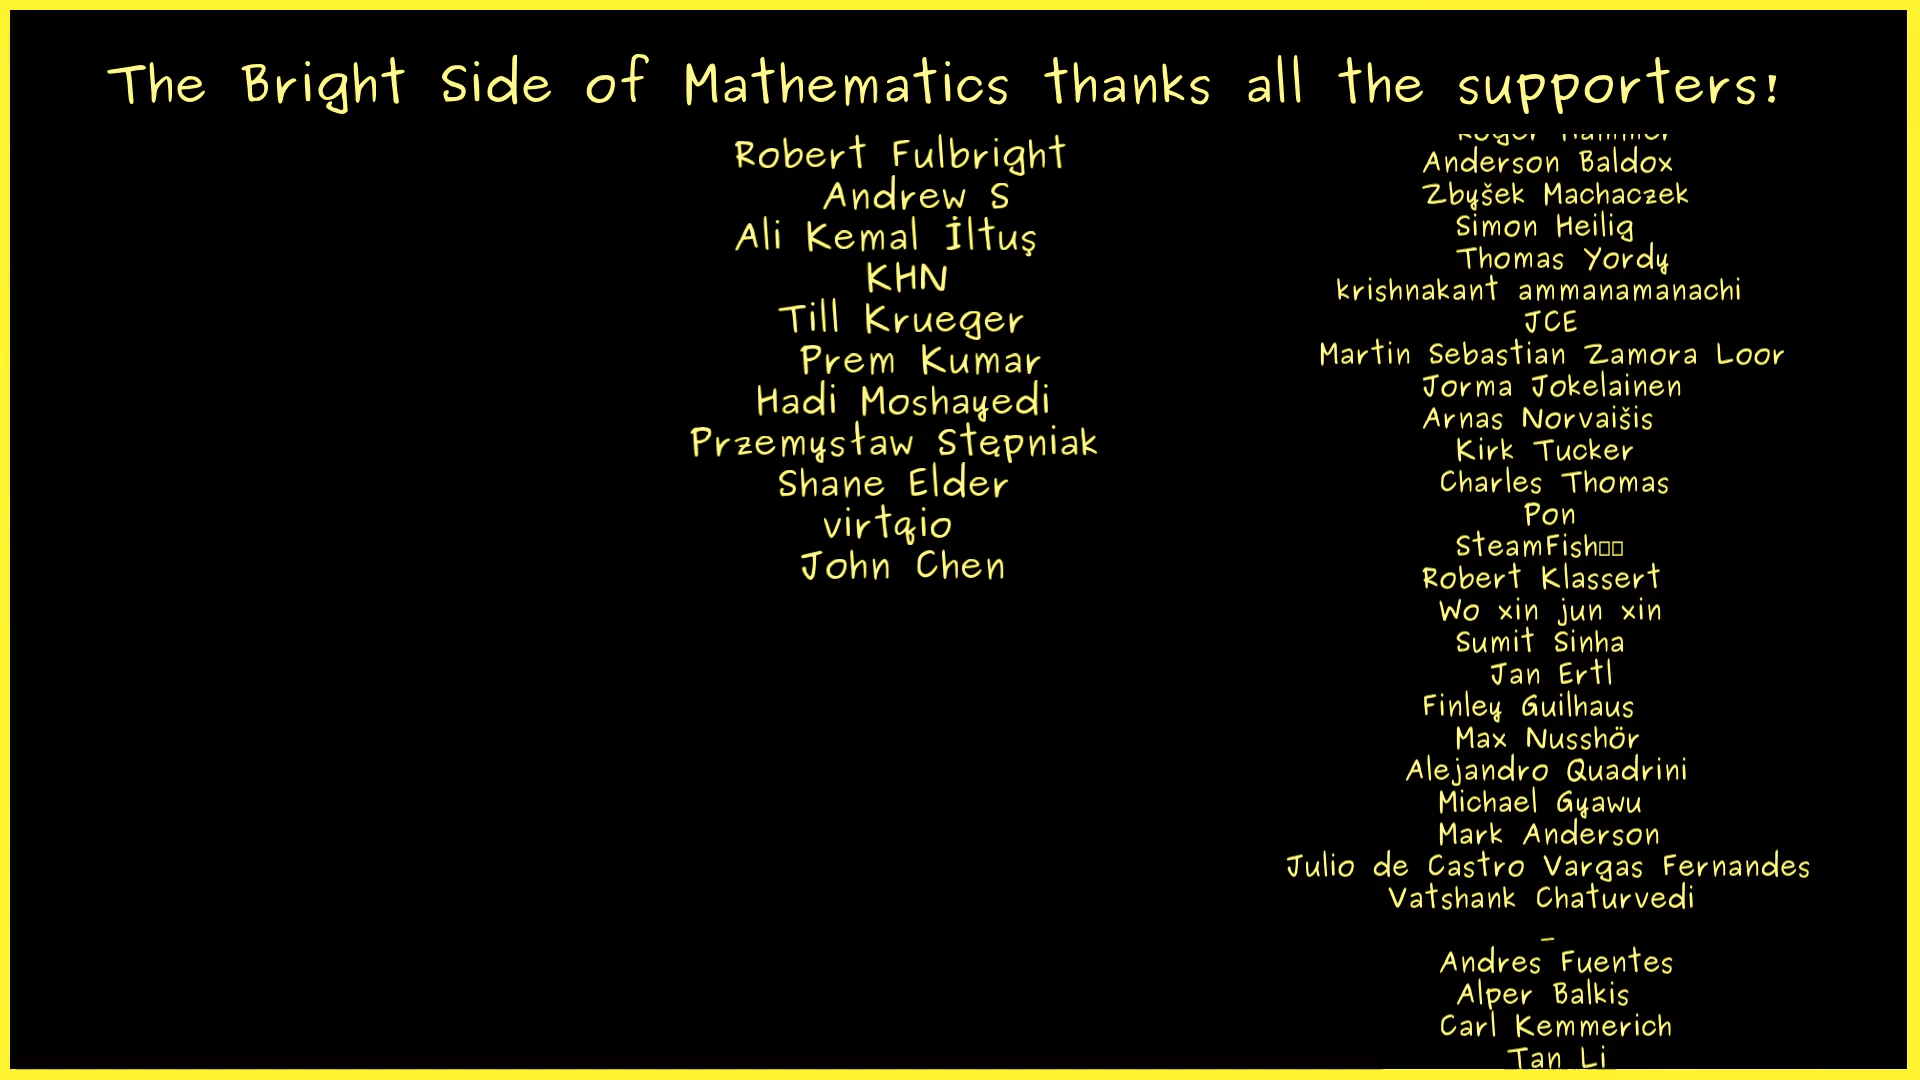 The Bright Side of Mathematics thanks all the supporters!
Robert Fulbright
Andrew S
Ali Kemal İltuş
KHN
Till Krueger
Prem Kumar
Hadi Moshayedi
Przemysław Stępniak
Shane Elder
virtqio
John Chen
Anderson Baldox
Zbyšek Machaczek
Simon Heilig
Thomas Yordy
krishnakant ammanamanachi
JCE
Martin Sebastian Zamora Loor
Jorma Jokelainen
Arnas Norvaišis
Kirk Tucker
Charles Thomas
Pon
SteamFish□□
Robert Klassert
Wo xin jun xin
Sumit Sinha
Jan Ertl
Finley Guilhaus
Max Nusshör
Alejandro Quadrini
Michael Gyawu
Mark Anderson
Julio de Castro Vargas Fernandes
Vatshank Chaturvedi
_
Andres Fuentes
Alper Balkis
Carl Kemmerich
Tan Li